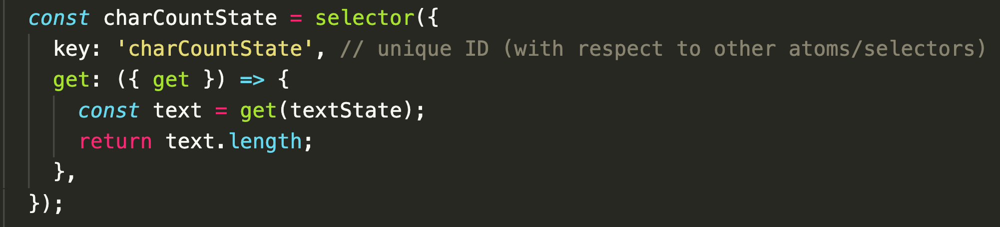 const charCountState = selector({
key: 'charCountState', // unique ID (with respect to other atoms/selectors)
get: ({ get }) => {
const text = get(textState);
return text.length;
},
});